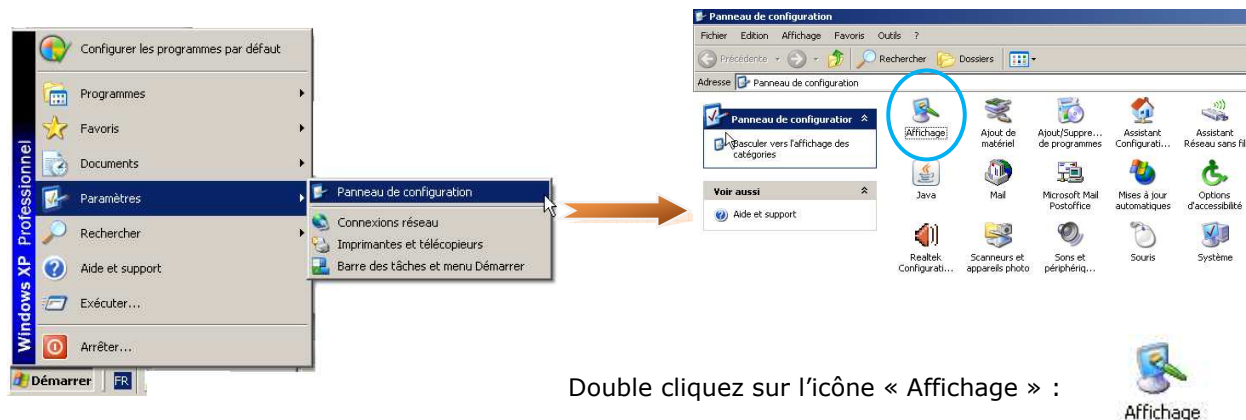 Configurer les programmes par défaut
Programmes
Favoris
Documents
Paramètres
Rechercher
Aide et support
Exécuter...
Arrêter...
Windows XP Professionnel
Démarrer
FR
Panneau de configuration
Connexions réseau
Imprimantes et télécopieurs
Barre des tâches et menu Démarrer
Panneau de configuration
Fichier Edition Affichage Favoris Outils ?
Précédente Rechercher Dossiers
Adresse Panneau de configuration
Panneau de configuratior
Basculer vers l'affichage des
catégories
Voir aussi
Aide et support
Affichage
Ajout de
matériel
Ajout/Suppre...
de programmes
Assistant
Configurati...
Assistant
Réseau sans fil
Java
Mail
Microsoft Mail
Postoffice
Mises à jour
automatiques
Options
d'accessibilité
Realtek
Configurati...
Scanneurs et
appareils photo
Sons et
périphériq...
Souris
Système
Double cliquez sur l'icône « Affichage » :
Affichage